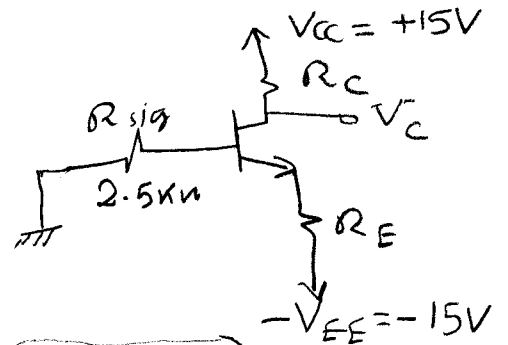 VCC = +15V
RC
Rsig
VC
2.5KΩ
RE
-VEE = -15V